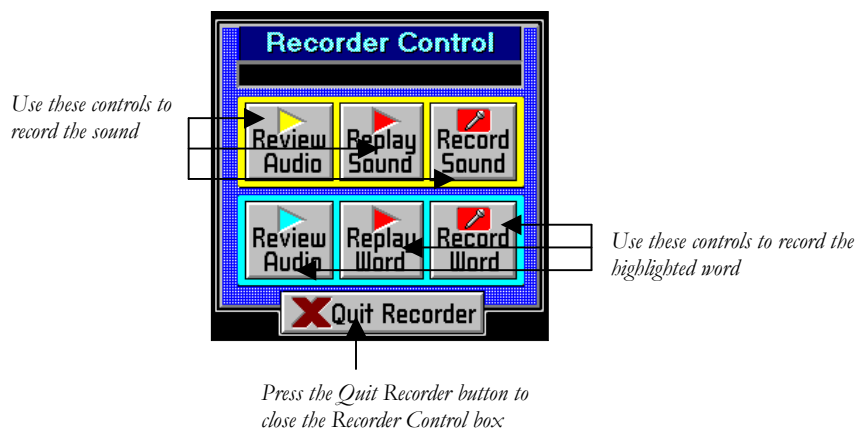 Recorder Control
Use these controls to
record the sound
Review
Audio
Replay
Sound
Record
Sound
Review
Audio
Replay
Word
Record
Word
Use these controls to record the
highlighted word
Quit Recorder
Press the Quit Recorder button to
close the Recorder Control box